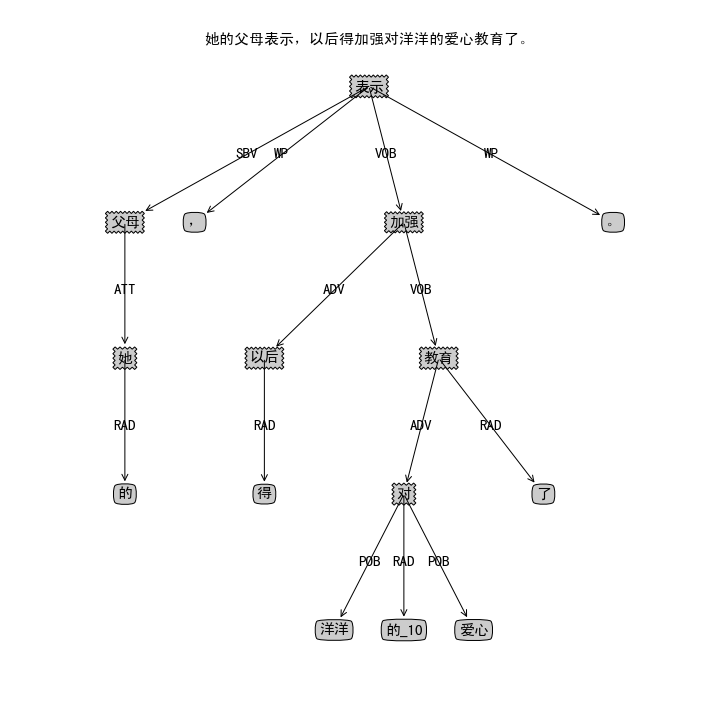 她的父母表示，以后得加强对洋洋的爱心教育了。
表示
SBV WP VOB WP
父母 ， 加强 。
ATT ADV VOB
她 以后 教育
RAD RAD ADV RAD
的 得 对 了
POB RAD POB
洋洋 的_10 爱心